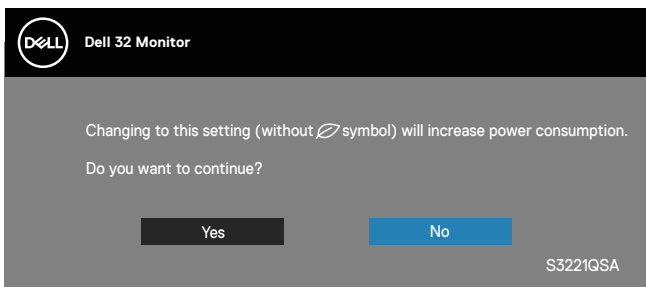 DELL
Dell 32 Monitor
Changing to this setting (without symbol) will increase power consumption.
Do you want to continue?
Yes No
S3221QSA